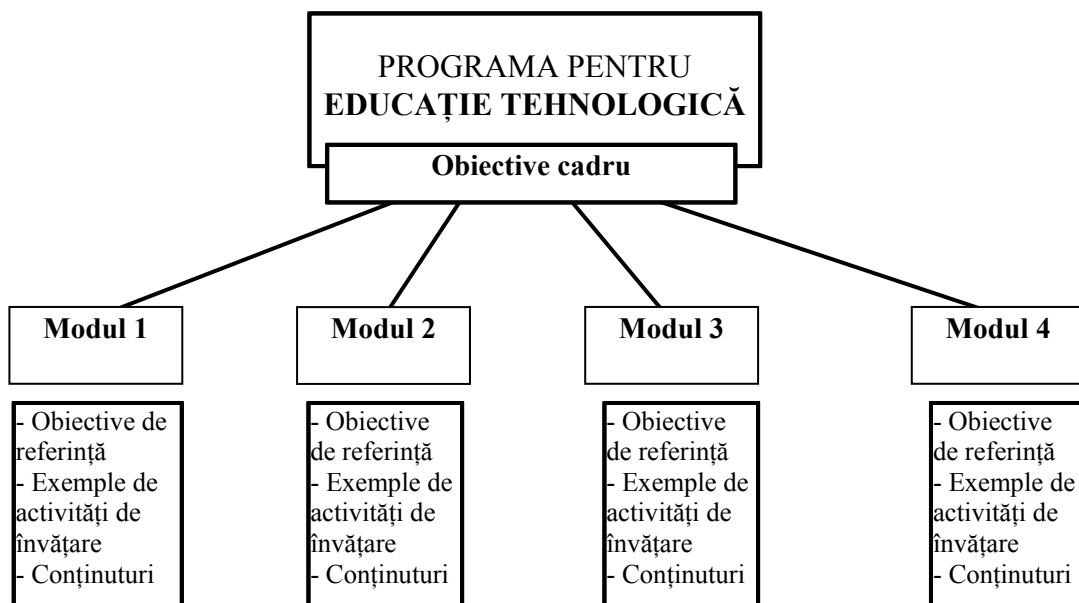 PROGRAMA PENTRU
EDUCAȚIE TEHNOLOGICĂ
Obiective cadru
Modul 1
Modul 2
Modul 3
Modul 4
- Obiective de
referință
- Exemple de
activități de
învățare
- Conținuturi
- Obiective
de referință
- Exemple de
activități de
învățare
- Conținuturi
- Obiective
de referință
- Exemple de
activități de
învățare
- Conținuturi
- Obiective
de referință
- Exemple de
activități de
învățare
- Conținuturi